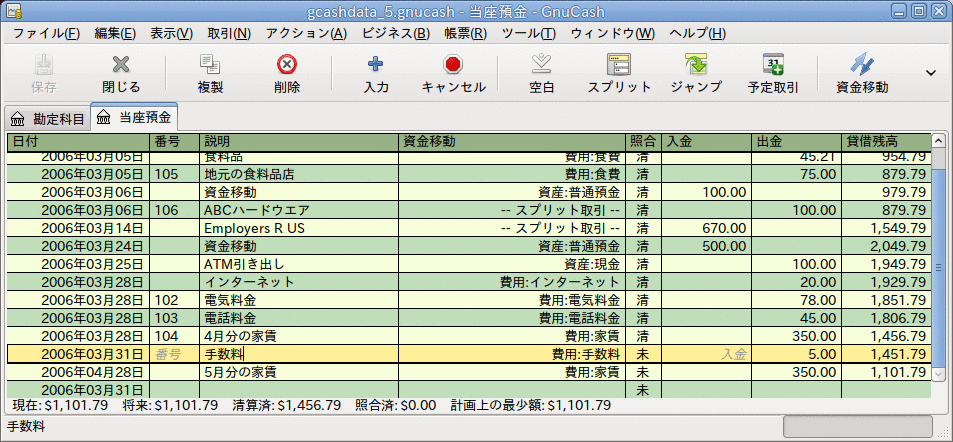 gcashdata_5.gnucash - 当座預金 - GnuCash
ファイル(F) 編集(E) 表示(V) 取引(N) アクション(A) ビジネス(B) 帳票(R) ツール(T) ウィンドウ(W) ヘルプ(H)
保存 閉じる 複製 削除 入力 キャンセル 空白 スプリット ジャンプ 予定取引 資金移動
勘定科目 当座預金
日付 番号 説明 資金移動 照合 入金 出金 貸借残高
2006年03月05日 食料品 費用:食費 清 45.21 954.79
2006年03月05日 105 地元の食料品店 費用:食費 清 75.00 879.79
2006年03月06日 資金移動 資産:普通預金 清 100.00 979.79
2006年03月06日 106 ABCハードウエア -- スプリット取引 -- 清 100.00 879.79
2006年03月14日 Employers R US -- スプリット取引 -- 清 670.00 1,549.79
2006年03月24日 資金移動 資産:普通預金 清 500.00 2,049.79
2006年03月25日 ATM引き出し 資産:現金 清 100.00 1,949.79
2006年03月28日 インターネット 費用:インターネット 清 20.00 1,929.79
2006年03月28日 102 電気料金 費用:電気料金 清 78.00 1,851.79
2006年03月28日 103 電話料金 費用:電話料金 清 45.00 1,806.79
2006年03月28日 104 4月分の家賃 費用:家賃 清 350.00 1,456.79
2006年03月31日 番号 手数料 費用:手数料 未 入金 5.00 1,451.79
2006年04月28日 5月分の家賃 費用:家賃 未 350.00 1,101.79
2006年03月31日 未
現在: $1,101.79 将来: $1,101.79 清算済: $1,456.79 照合済: $0.00 計画上の最少額: $1,101.79
手数料